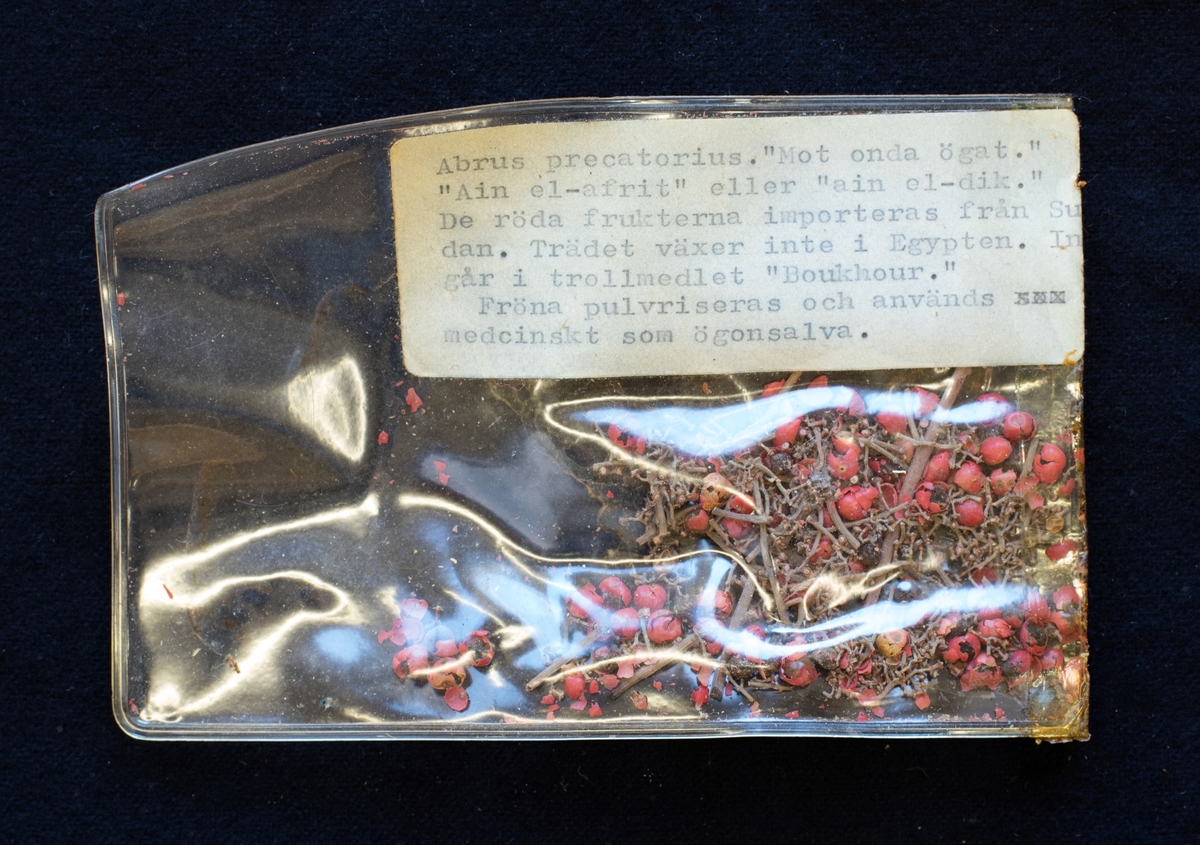 Abrus precatorius."Mot onda ögat."
"Ain el-afrit" eller "ain el-dik."
De röda frukterna importeras från Su
dan. Trädet växer inte i Egypten. In
går i trollmedlet "Boukhour."
Fröna pulvriseras och används xxx
medcinskt som ögonsalva.